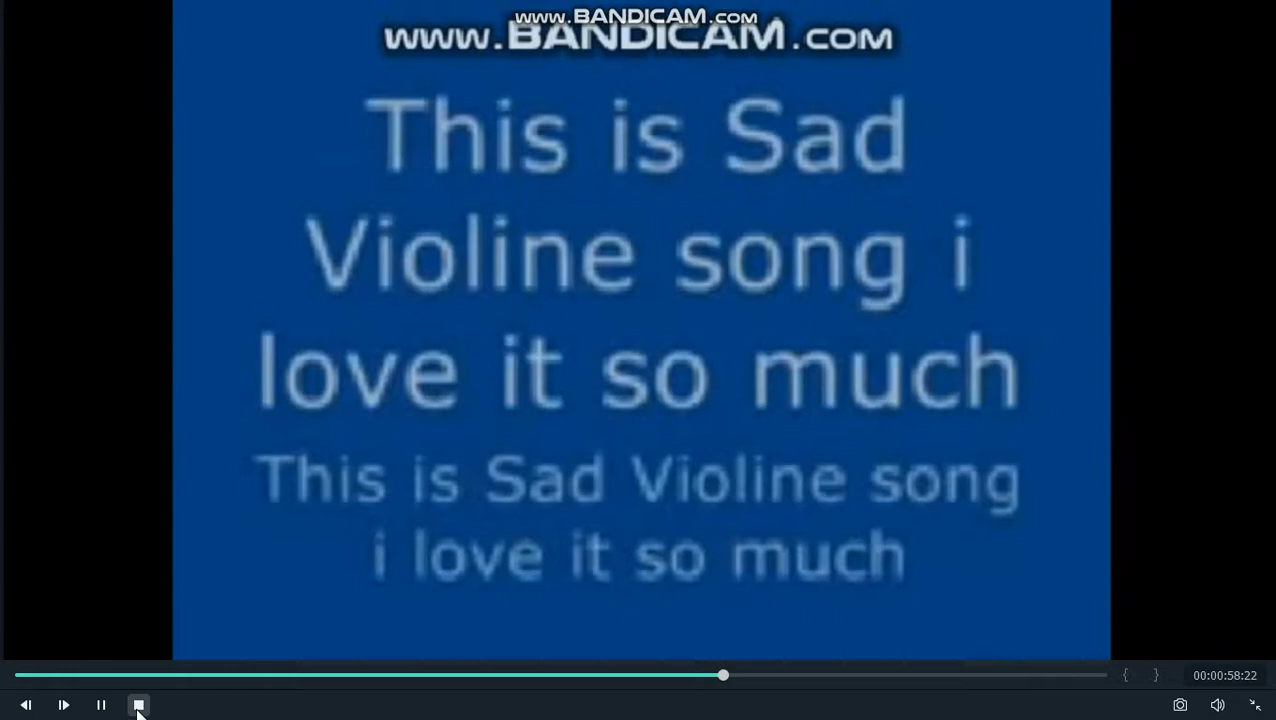 www.BANDICAM.com
www.BANDICAM.com
This is Sad
Violine song i
love it so much
This is Sad Violine song
i love it so much
{ }
00:00:58:22